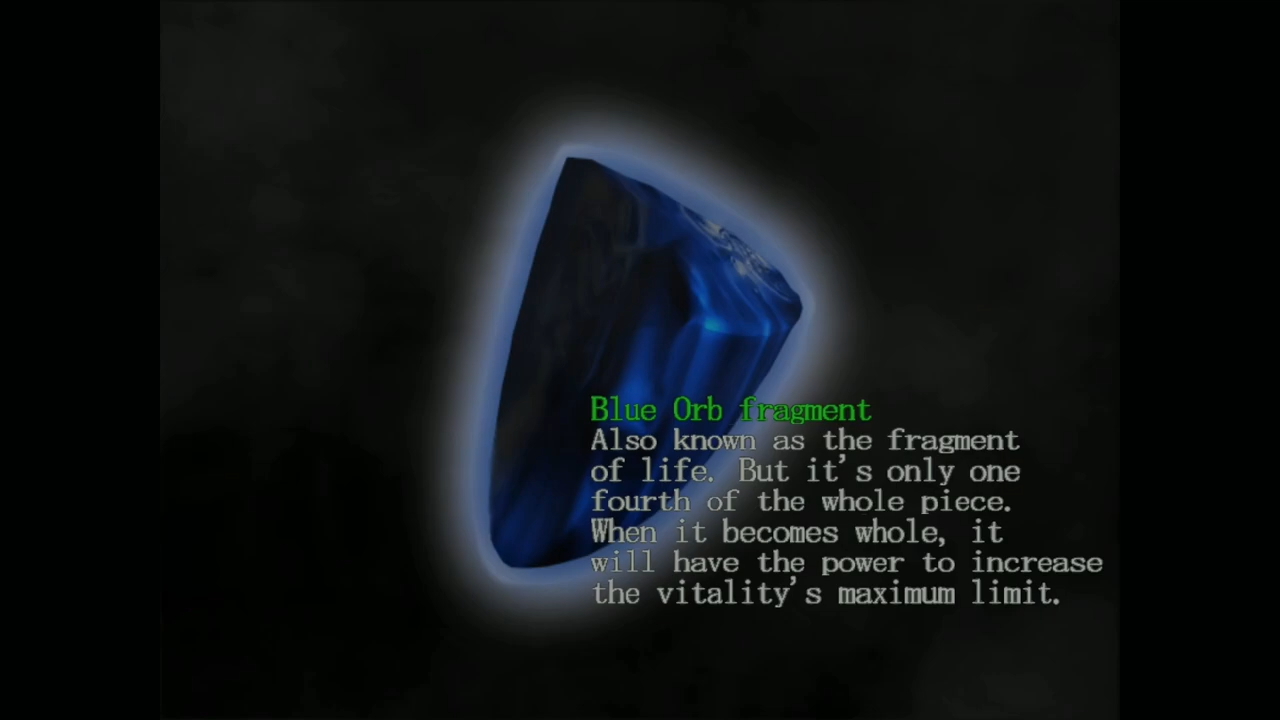 Blue Orb fragment
Also known as the fragment
of life. But it's only one
fourth of the whole piece.
When it becomes whole, it
will have the power to increase
the vitality's maximum limit.